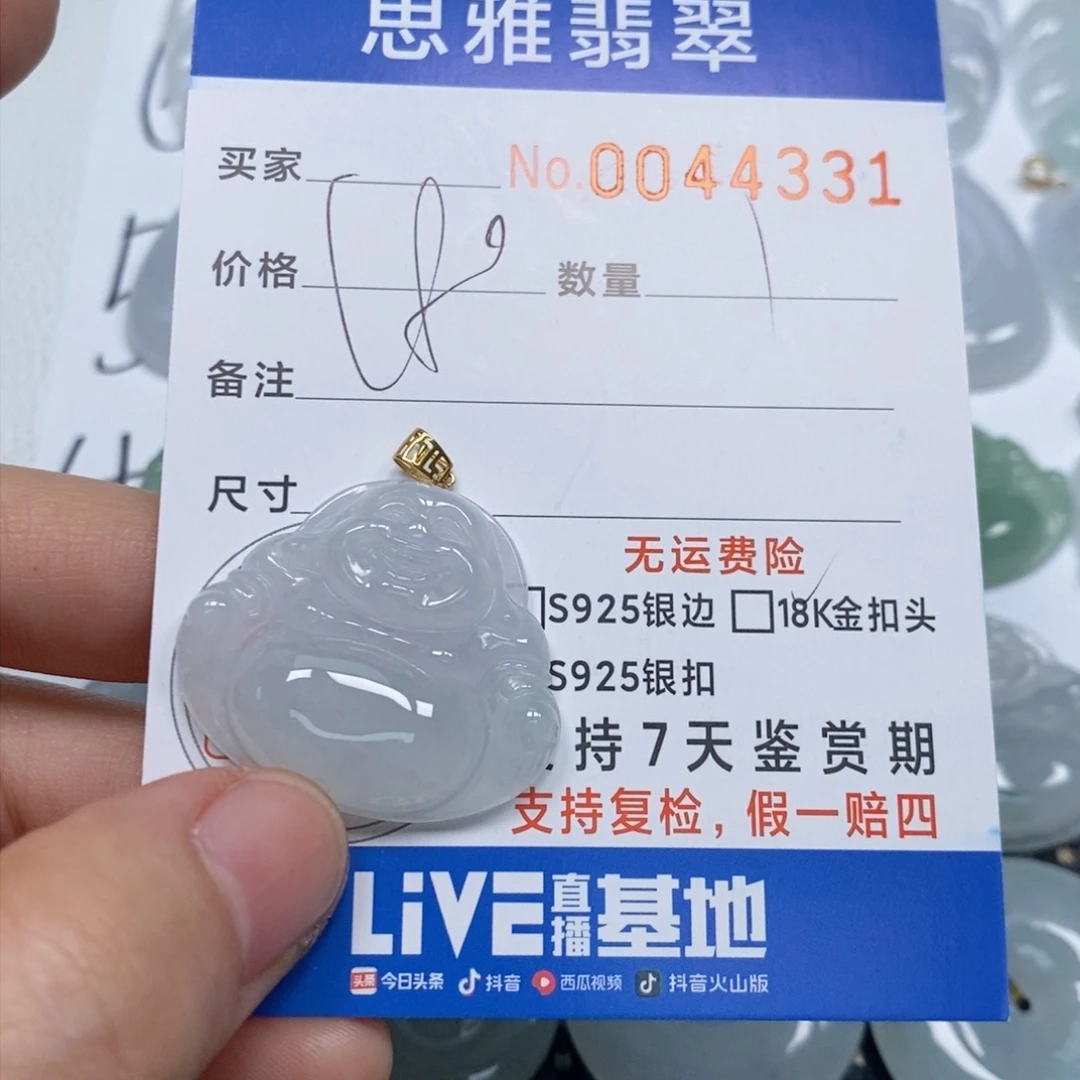 思雅翡翠
买家 No.0044331
价格 数量
备注
尺寸
无运费险
S925银边 18K金扣头
S925银扣
持7天鉴赏期
支持复检，假一赔四
LiVE直播基地
头条 今日头条 抖音 西瓜视频 抖音火山版